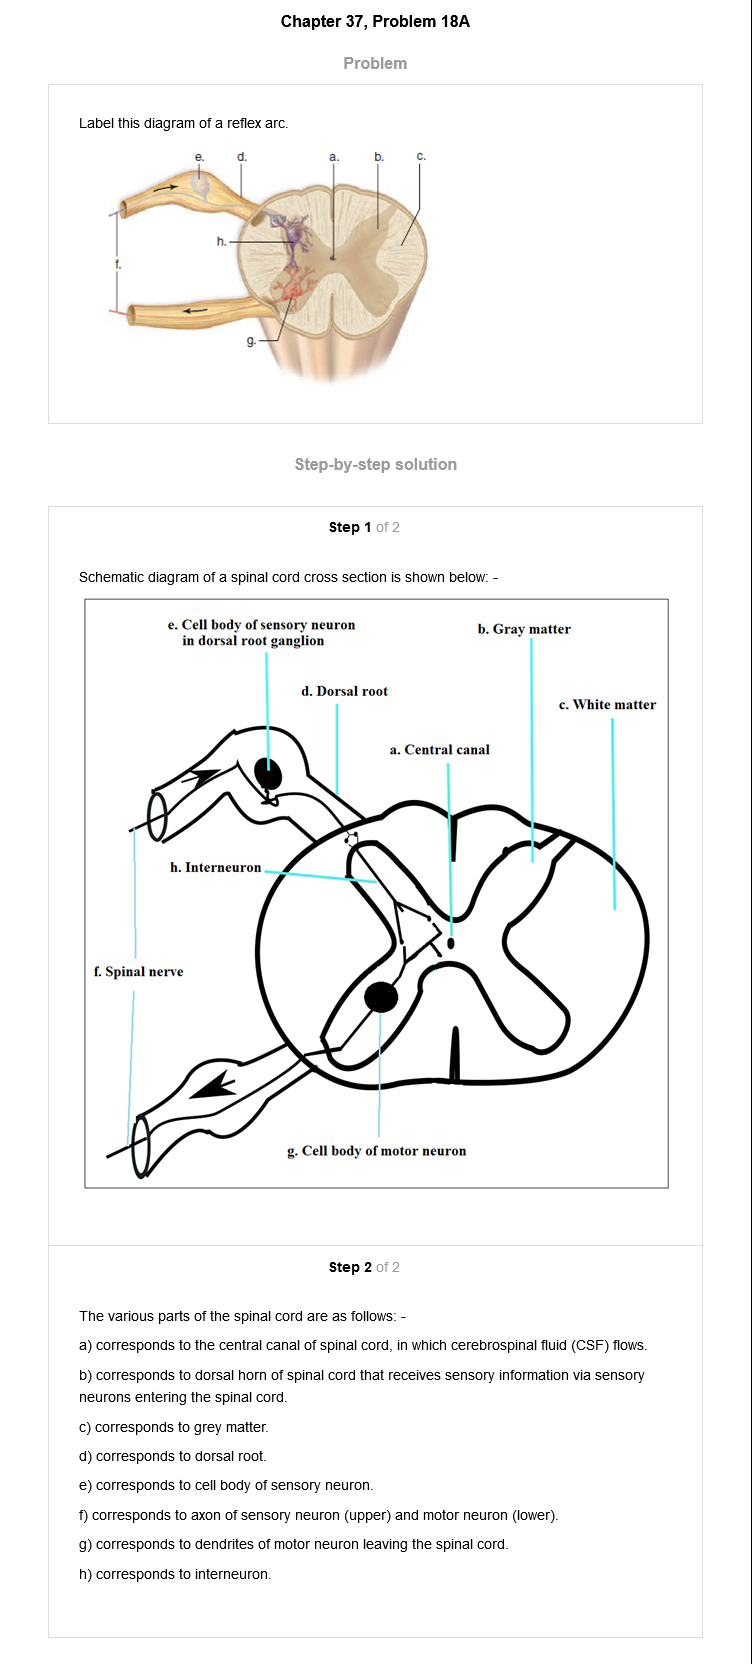 Chapter 37, Problem 18A
Problem
Label this diagram of a reflex arc.
e.
d.
a.
b.
c.
h.
f.
g.
Step-by-step solution
Step 1 of 2
Schematic diagram of a spinal cord cross section is shown below: -
e. Cell body of sensory neuron
in dorsal root ganglion
b. Gray matter
d. Dorsal root
c. White matter
a. Central canal
h. Interneuron
f. Spinal nerve
g. Cell body of motor neuron
Step 2 of 2
The various parts of the spinal cord are as follows: -
a) corresponds to the central canal of spinal cord, in which cerebrospinal fluid (CSF) flows.
b) corresponds to dorsal horn of spinal cord that receives sensory information via sensory
neurons entering the spinal cord.
c) corresponds to grey matter.
d) corresponds to dorsal root.
e) corresponds to cell body of sensory neuron.
f) corresponds to axon of sensory neuron (upper) and motor neuron (lower).
g) corresponds to dendrites of motor neuron leaving the spinal cord.
h) corresponds to interneuron.